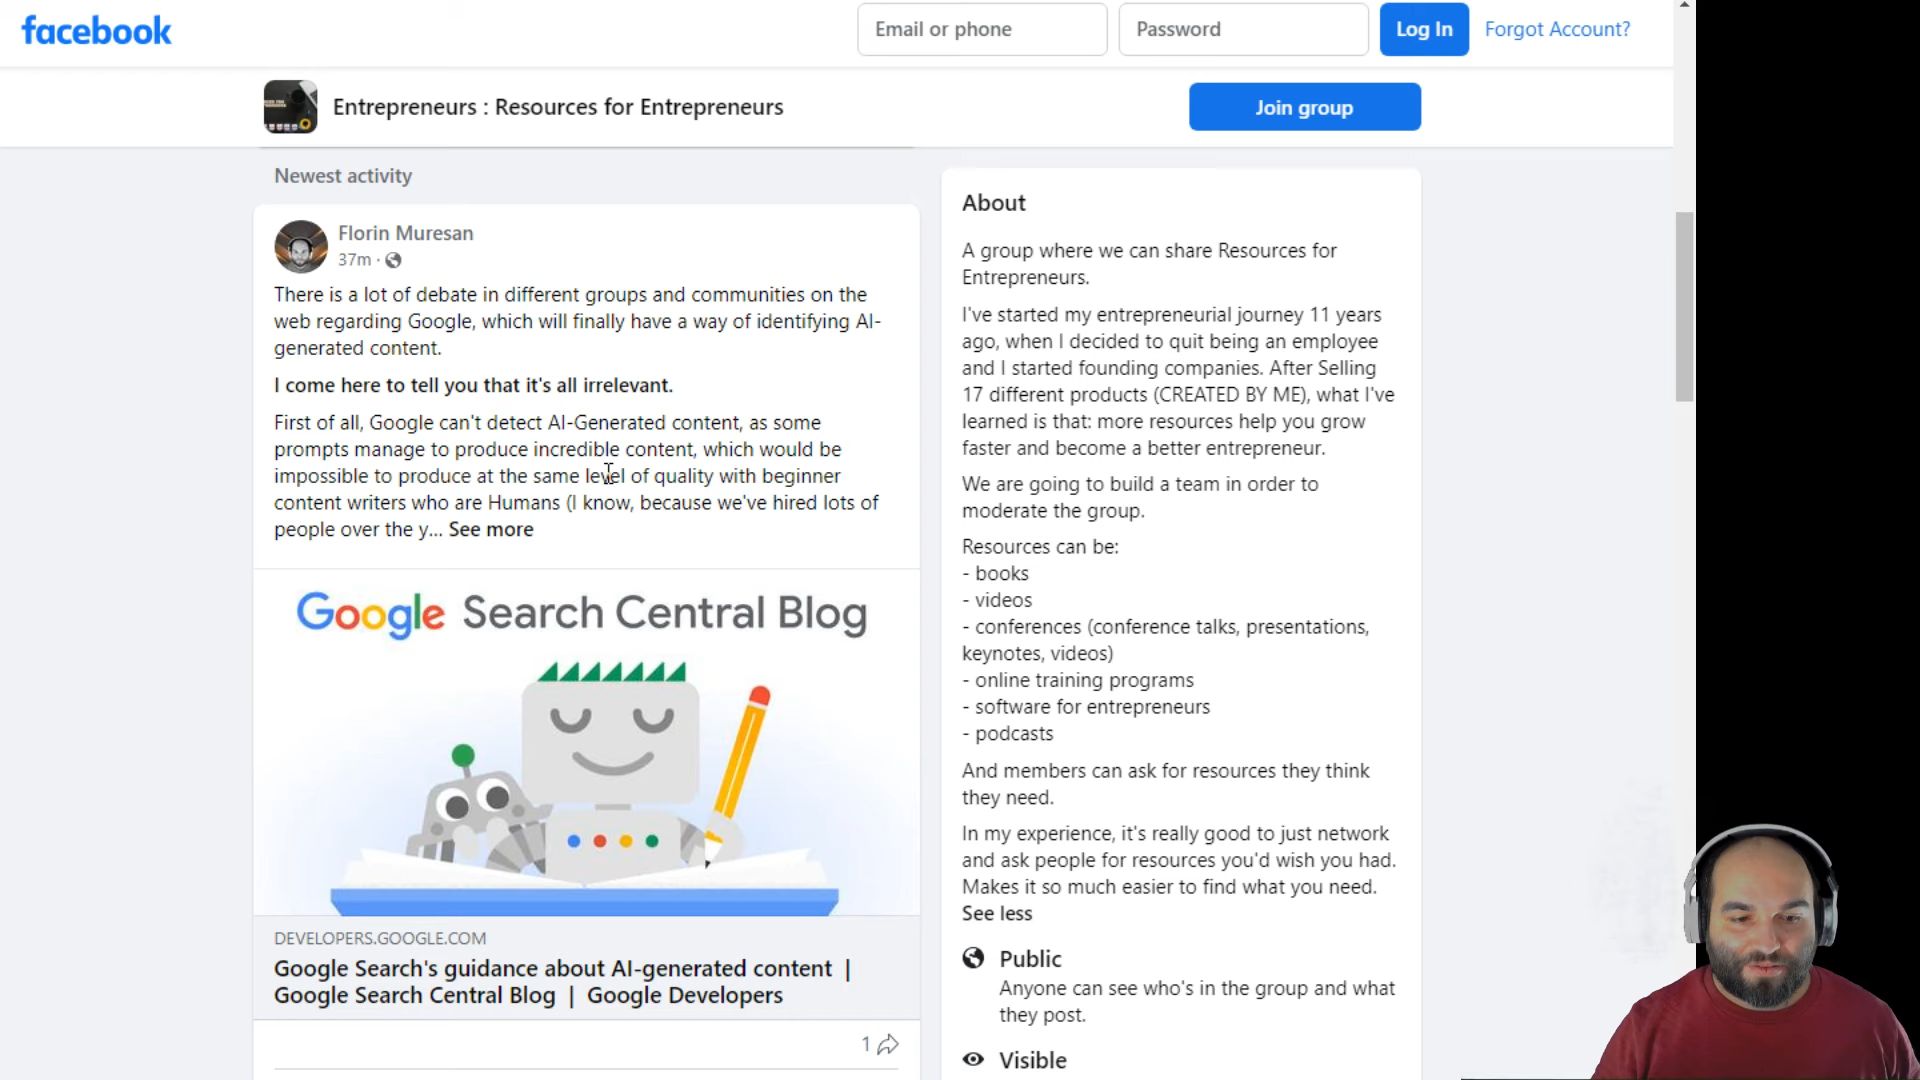 facebook
Email or phone
Password
Log In
Forgot Account?
Entrepreneurs : Resources for Entrepreneurs
Join group
Newest activity
Florin Muresan
37m ·
There is a lot of debate in different groups and communities on the
web regarding Google, which will finally have a way of identifying AI-
generated content.
I come here to tell you that it's all irrelevant.
First of all, Google can't detect AI-Generated content, as some
prompts manage to produce incredible content, which would be
impossible to produce at the same level of quality with beginner
content writers who are Humans (I know, because we've hired lots of
people over the y... See more
Google Search Central Blog
DEVELOPERS.GOOGLE.COM
Google Search's guidance about AI-generated content |
Google Search Central Blog | Google Developers
1
About
A group where we can share Resources for
Entrepreneurs.
I've started my entrepreneurial journey 11 years
ago, when I decided to quit being an employee
and I started founding companies. After Selling
17 different products (CREATED BY ME), what I've
learned is that: more resources help you grow
faster and become a better entrepreneur.
We are going to build a team in order to
moderate the group.
Resources can be:
- books
- videos
- conferences (conference talks, presentations,
keynotes, videos)
- online training programs
- software for entrepreneurs
- podcasts
And members can ask for resources they think
they need.
In my experience, it's really good to just network
and ask people for resources you'd wish you had.
Makes it so much easier to find what you need.
See less
Public
Anyone can see who's in the group and what
they post.
Visible